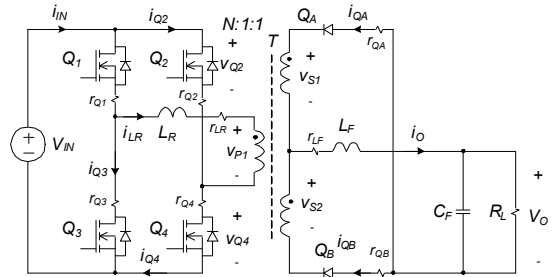 i_IN
i_Q2
N:1:1
T
Q_A
i_QA
Q_1
Q_2
+
v_Q2
-
r_QA
r_Q1
r_Q2
+
v_S1
-
i_LR
L_R
r_LR
+
v_P1
-
r_LF
L_F
i_O
V_IN
+
-
i_Q3
r_Q3
r_Q4
Q_3
Q_4
+
v_Q4
-
i_Q4
+
v_S2
-
Q_B
i_QB
r_QB
C_F
R_L
+
V_O
-